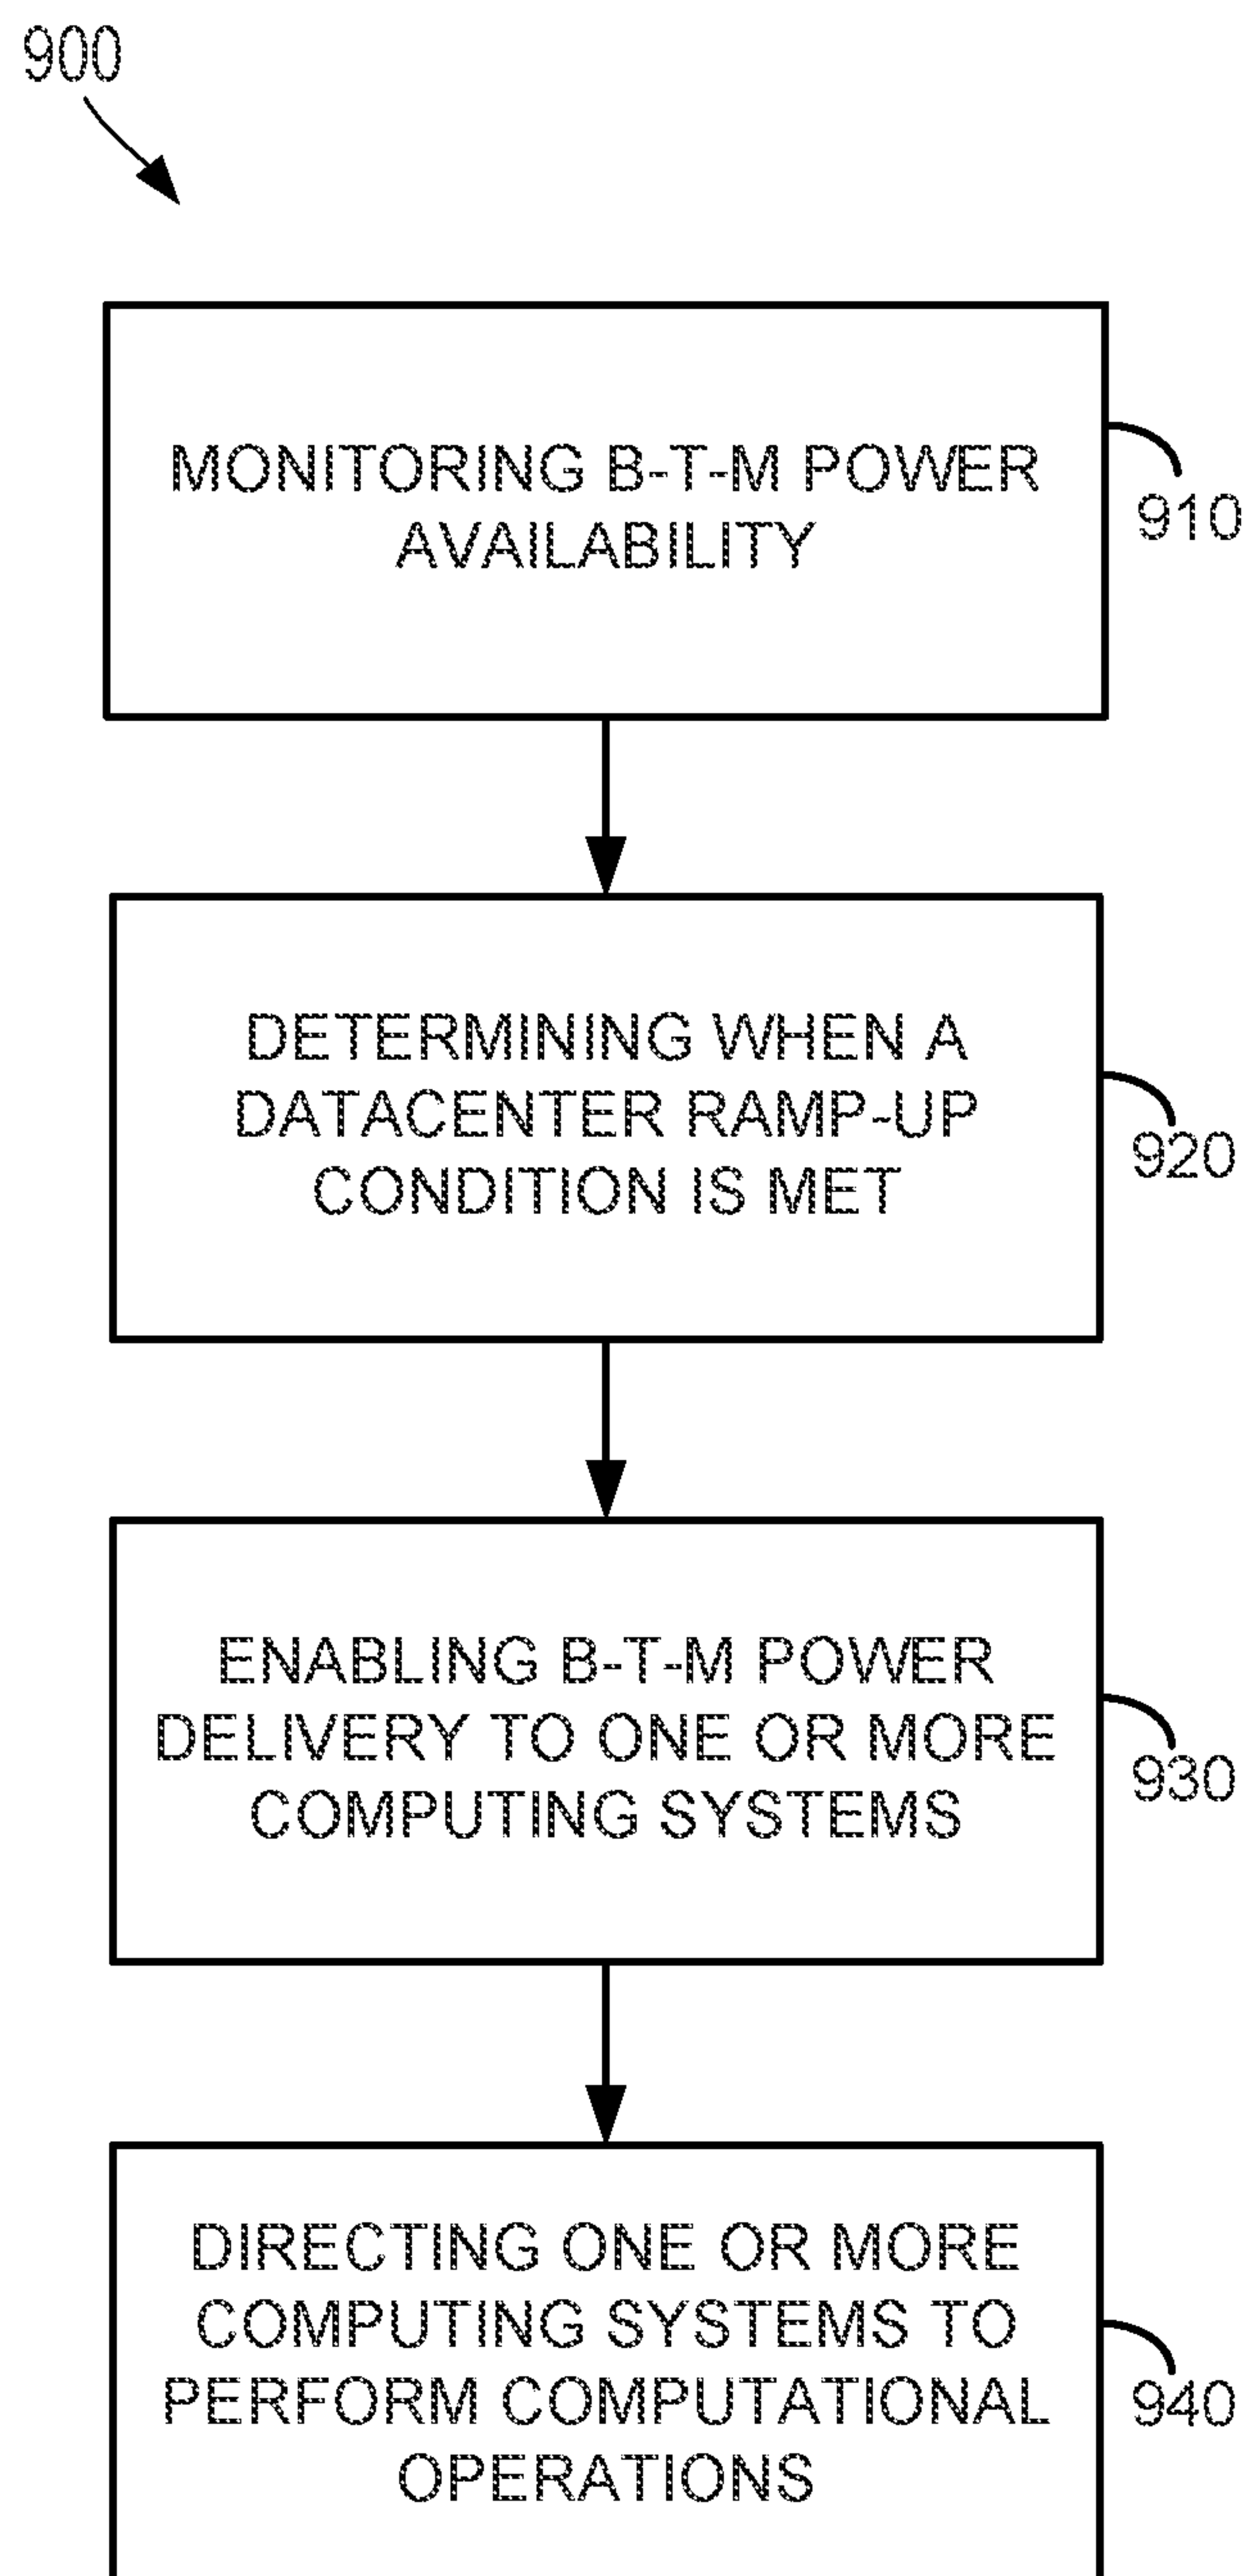 900
MONITORING B-T-M POWER
AVAILABILITY
910
DETERMINING WHEN A
DATACENTER RAMP-UP
CONDITION IS MET
920
ENABLING B-T-M POWER
DELIVERY TO ONE OR MORE
COMPUTING SYSTEMS
930
DIRECTING ONE OR MORE
COMPUTING SYSTEMS TO
PERFORM COMPUTATIONAL
OPERATIONS
940